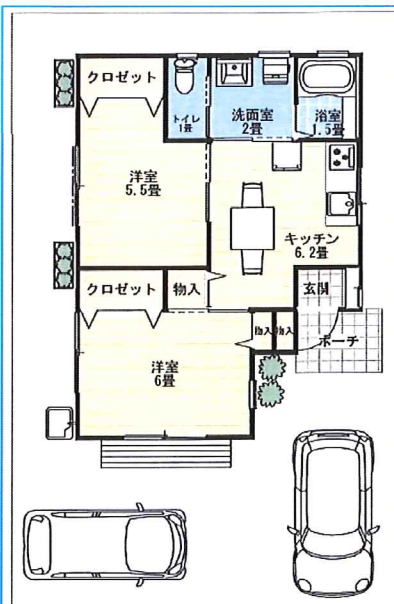 クロゼット
トイレ
1畳
洗面室
2畳
浴室
1.5畳
洋室
5.5畳
キッチン
6.2畳
クロゼット
物入
玄関
物入
物入
ポーチ
洋室
6畳